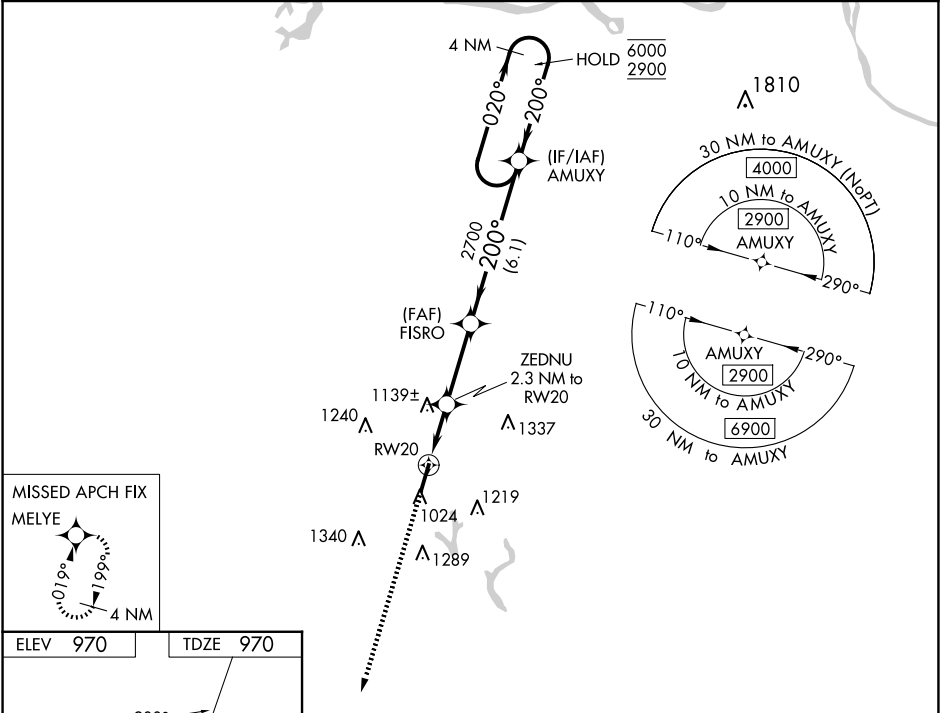 4 NM
HOLD 6000
2900
020°
200°
(IF/IAF)
AMUXY
1810
30 NM to AMUXY (NoPT)
4000
10 NM to AMUXY
2900
AMUXY
110°
290°
2700
200°
(6.1)
(FAF)
FISRO
110°
290°
AMUXY
2900
10 NM to AMUXY
6900
30 NM to AMUXY
ZEDNU
2.3 NM to
RW20
1139±
1240
1337
RW20
1219
1024
1340
1289
MISSED APCH FIX
MELYE
019°
199°
4 NM
ELEV 970
TDZE 970